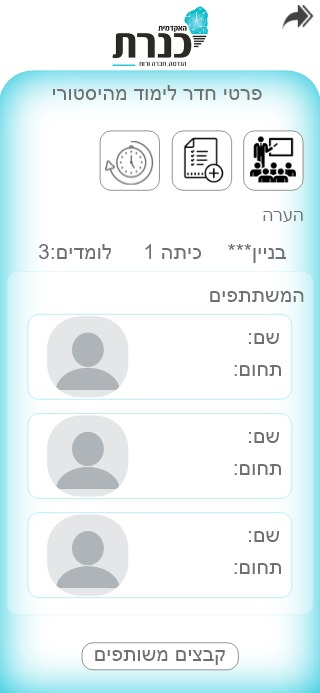 האקדמית
כנרת
הנדסה, חברה ורוח
פרטי חדר לימוד מהיסטורי
הערה
בניין*** כיתה 1 לומדים:3
המשתתפים
שם:
תחום:
שם:
תחום:
שם:
תחום:
קבצים משותפים